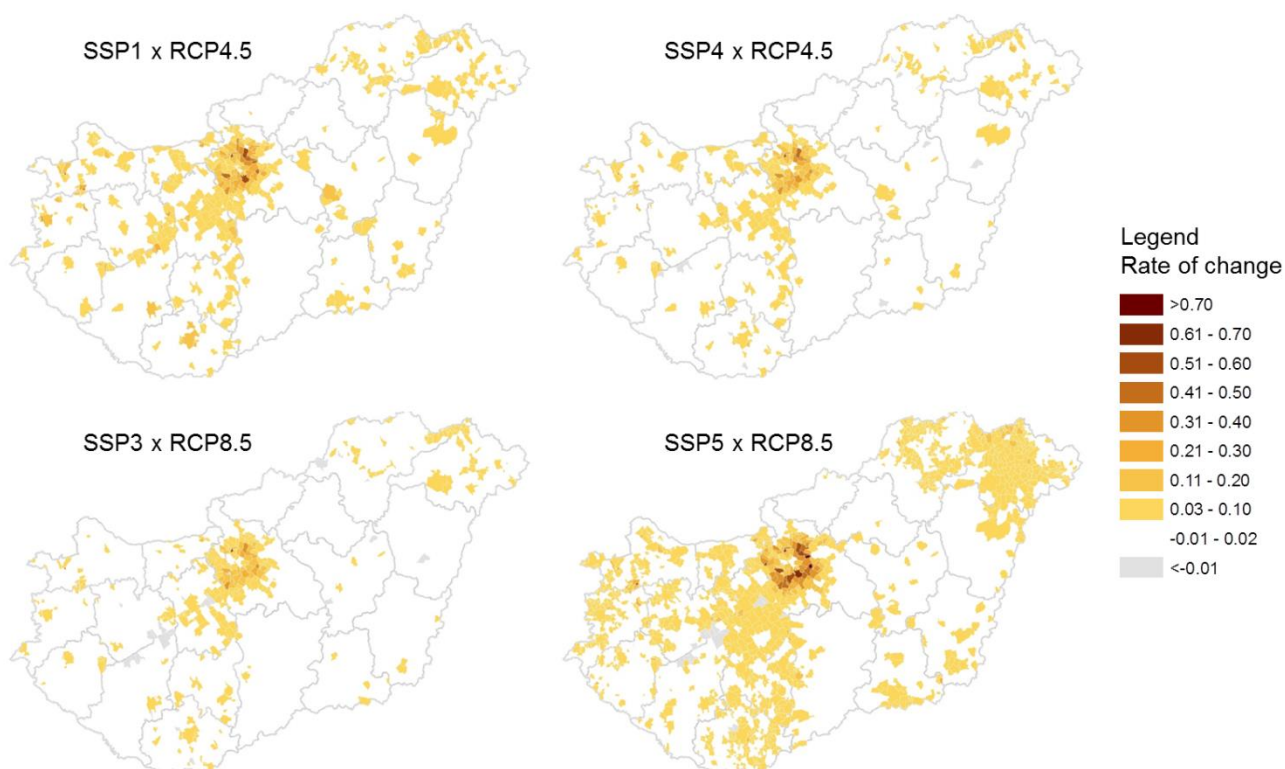 SSP1 x RCP4.5
SSP4 x RCP4.5
SSP3 x RCP8.5
SSP5 x RCP8.5
Legend
Rate of change
>0.70
0.61 - 0.70
0.51 - 0.60
0.41 - 0.50
0.31 - 0.40
0.21 - 0.30
0.11 - 0.20
0.03 - 0.10
-0.01 - 0.02
<-0.01